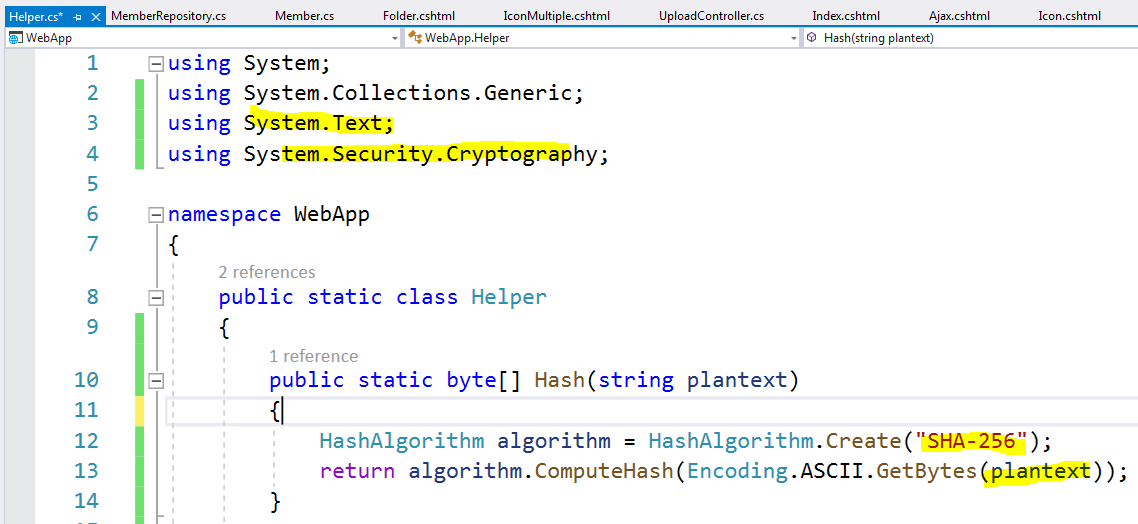 Helper.cs* MemberRepository.cs Member.cs Folder.cshtml IconMultiple.cshtml UploadController.cs Index.cshtml Ajax.cshtml Icon.cshtml
WebApp WebApp.Helper Hash(string plantext)
1 using System;
2 using System.Collections.Generic;
3 using System.Text;
4 using System.Security.Cryptography;
5
6 namespace WebApp
7 {
2 references
8 public static class Helper
9 {
1 reference
10 public static byte[] Hash(string plantext)
11 {
12 HashAlgorithm algorithm = HashAlgorithm.Create("SHA-256");
13 return algorithm.ComputeHash(Encoding.ASCII.GetBytes(plantext));
14 }